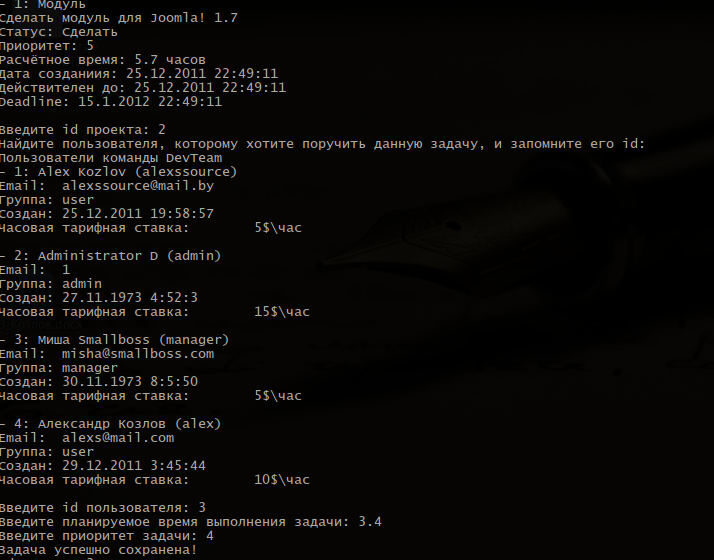 - 1: Модуль
Сделать модуль для Joomla! 1.7
Статус: Сделать
Приоритет: 5
Расчётное время: 5.7 часов
Дата созданиия: 25.12.2011 22:49:11
Действителен до: 25.12.2011 22:49:11
Deadline: 15.1.2012 22:49:11
Введите id проекта: 2
Найдите пользователя, которому хотите поручить данную задачу, и запомните его id:
Пользователи команды DevTeam
- 1: Alex Kozlov (alexssource)
Email:  alexssource@mail.by
Группа: user
Создан: 25.12.2011 19:58:57
Часовая тарифная ставка:        5$\час
- 2: Administrator D (admin)
Email:  1
Группа: admin
Создан: 27.11.1973 4:52:3
Часовая тарифная ставка:        15$\час
- 3: Миша Smallboss (manager)
Email:  misha@smallboss.com
Группа: manager
Создан: 30.11.1973 8:5:50
Часовая тарифная ставка:        5$\час
- 4: Александр Козлов (alex)
Email:  alexs@mail.com
Группа: user
Создан: 29.12.2011 3:45:44
Часовая тарифная ставка:        10$\час
Введите id пользователя: 3
Введите планируемое время выполнения задачи: 3.4
Введите приоритет задачи: 4
Задача успешно сохранена!